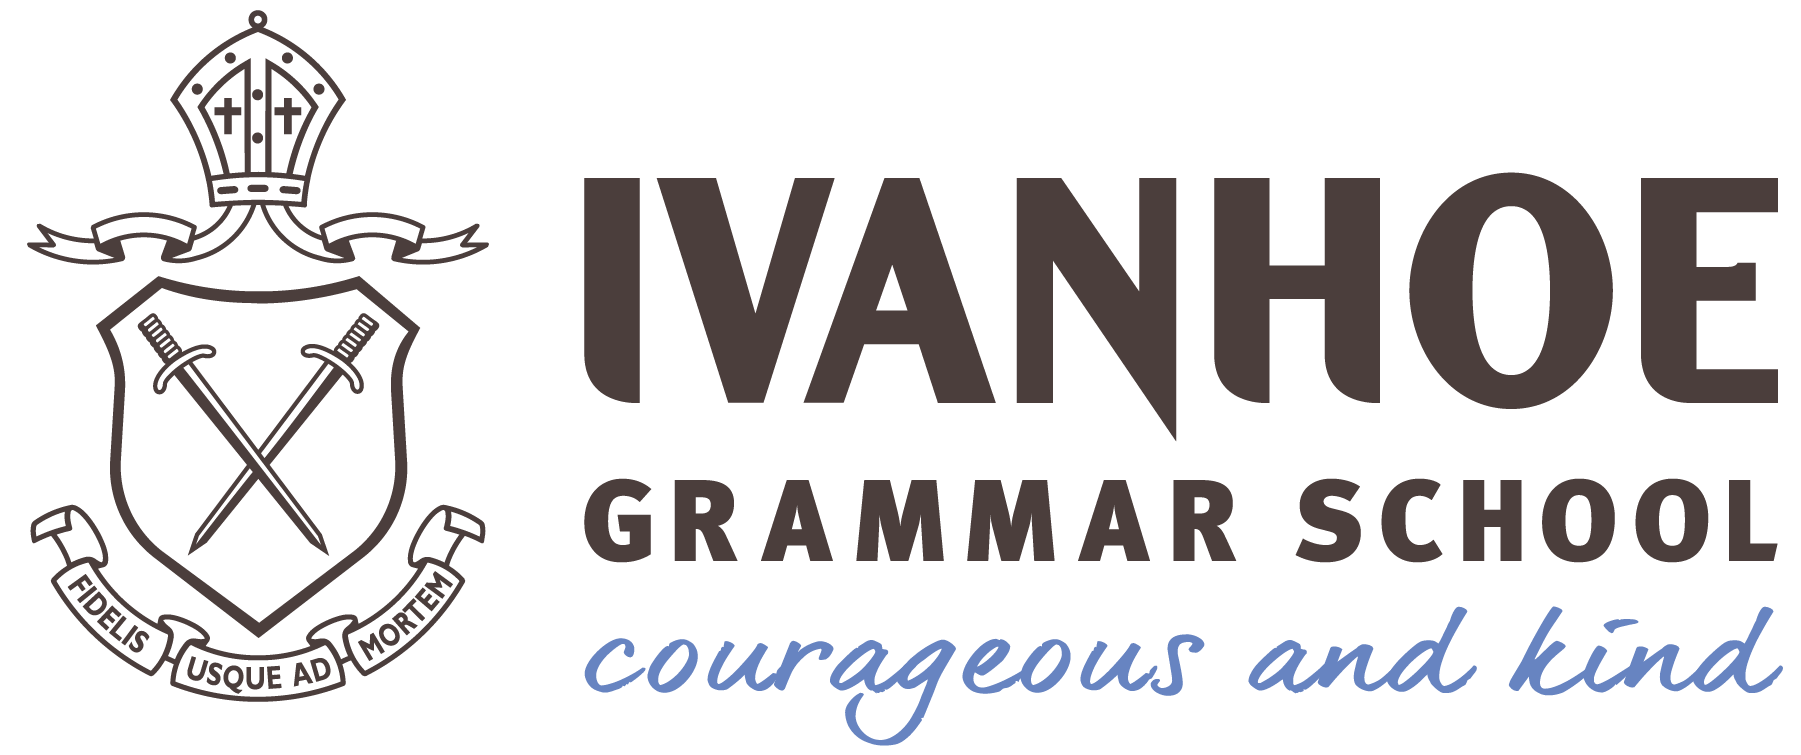 FIDELIS
USQUE AD
MORTEM
IVANHOE
GRAMMAR SCHOOL
courageous and kind